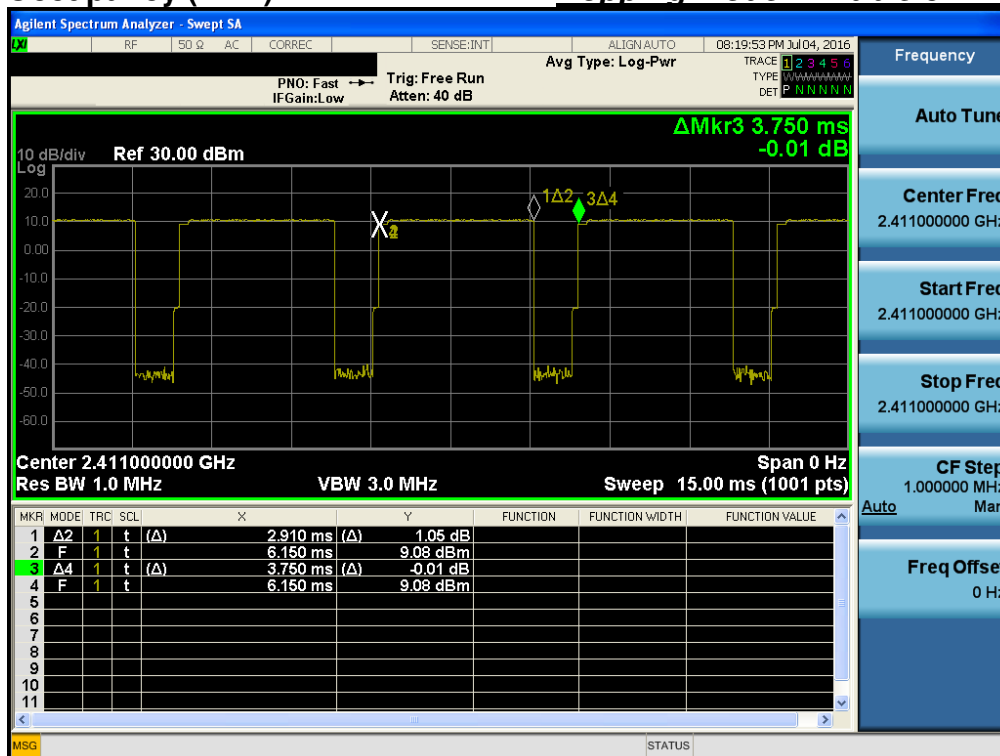 Agilent Spectrum Analyzer - Swept SA
LXI RF 50 Ω AC CORREC SENSE:INT ALIGN AUTO 08:19:53 PM Jul 04, 2016
Avg Type: Log-Pwr TRACE 1 2 3 4 5 6
PNO: Fast Trig: Free Run TYPE WWWWWW
IFGain:Low Atten: 40 dB DET P N N N N N
Frequency
Auto Tune
ΔMkr3 3.750 ms
-0.01 dB
10 dB/div Ref 30.00 dBm
Log
20.0
10.0
0.00
-10.0
-20.0
-30.0
-40.0
-50.0
-60.0
1Δ2
3Δ4
Center Freq
2.411000000 GHz
Start Freq
2.411000000 GHz
Stop Freq
2.411000000 GHz
CF Step
1.000000 MHz
Auto Man
Freq Offset
0 Hz
Center 2.411000000 GHz Span 0 Hz
Res BW 1.0 MHz VBW 3.0 MHz Sweep 15.00 ms (1001 pts)
MKR MODE TRC SCL X Y FUNCTION FUNCTION WIDTH FUNCTION VALUE
1 Δ2 1 t (Δ) 2.910 ms (Δ) 1.05 dB
2 F 1 t 6.150 ms 9.08 dBm
3 Δ4 1 t (Δ) 3.750 ms (Δ) -0.01 dB
4 F 1 t 6.150 ms 9.08 dBm
5
6
7
8
9
10
11
MSG STATUS